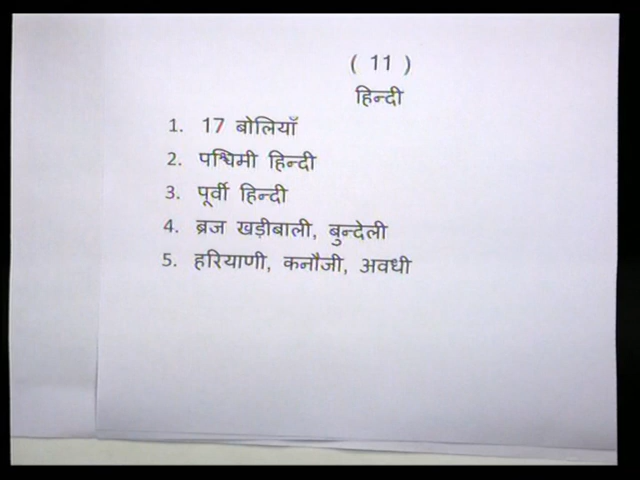 ( 11 )
हिन्दी
1. 17 बोलियाँ
2. पश्चिमी हिन्दी
3. पूर्वी हिन्दी
4. ब्रज खड़ीबाली, बुन्देली
5. हरियाणी, कनौजी, अवधी